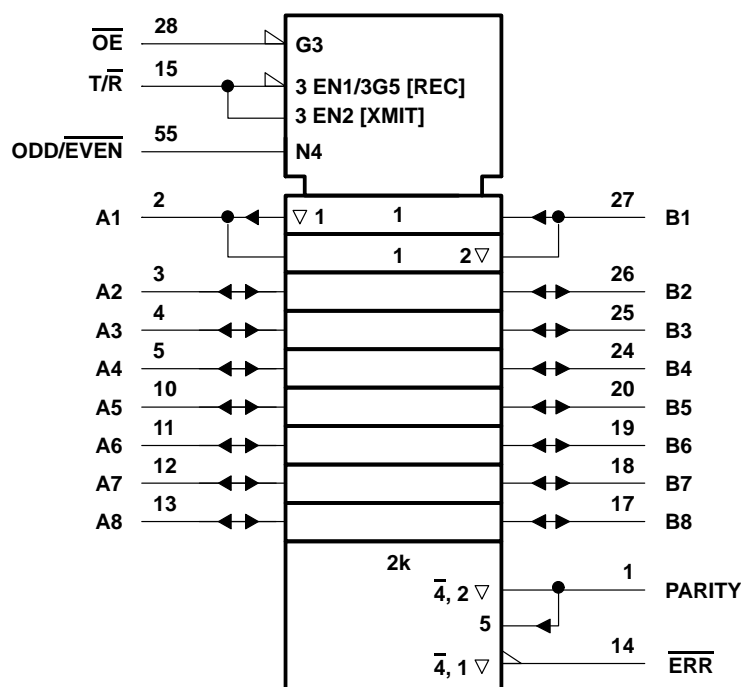 O̅E̅ 28 G3
T/R̅ 15 3 EN1/3G5 [REC]
3 EN2 [XMIT]
ODD/E̅V̅E̅N̅ 55 N4
A1 2 ▽ 1 1 27 B1
1 2 ▽
A2 3 26 B2
A3 4 25 B3
A4 5 24 B4
A5 10 20 B5
A6 11 19 B6
A7 12 18 B7
A8 13 17 B8
2k
4̅, 2 ▽ 1 PARITY
5
4̅, 1 ▽ 14 E̅R̅R̅